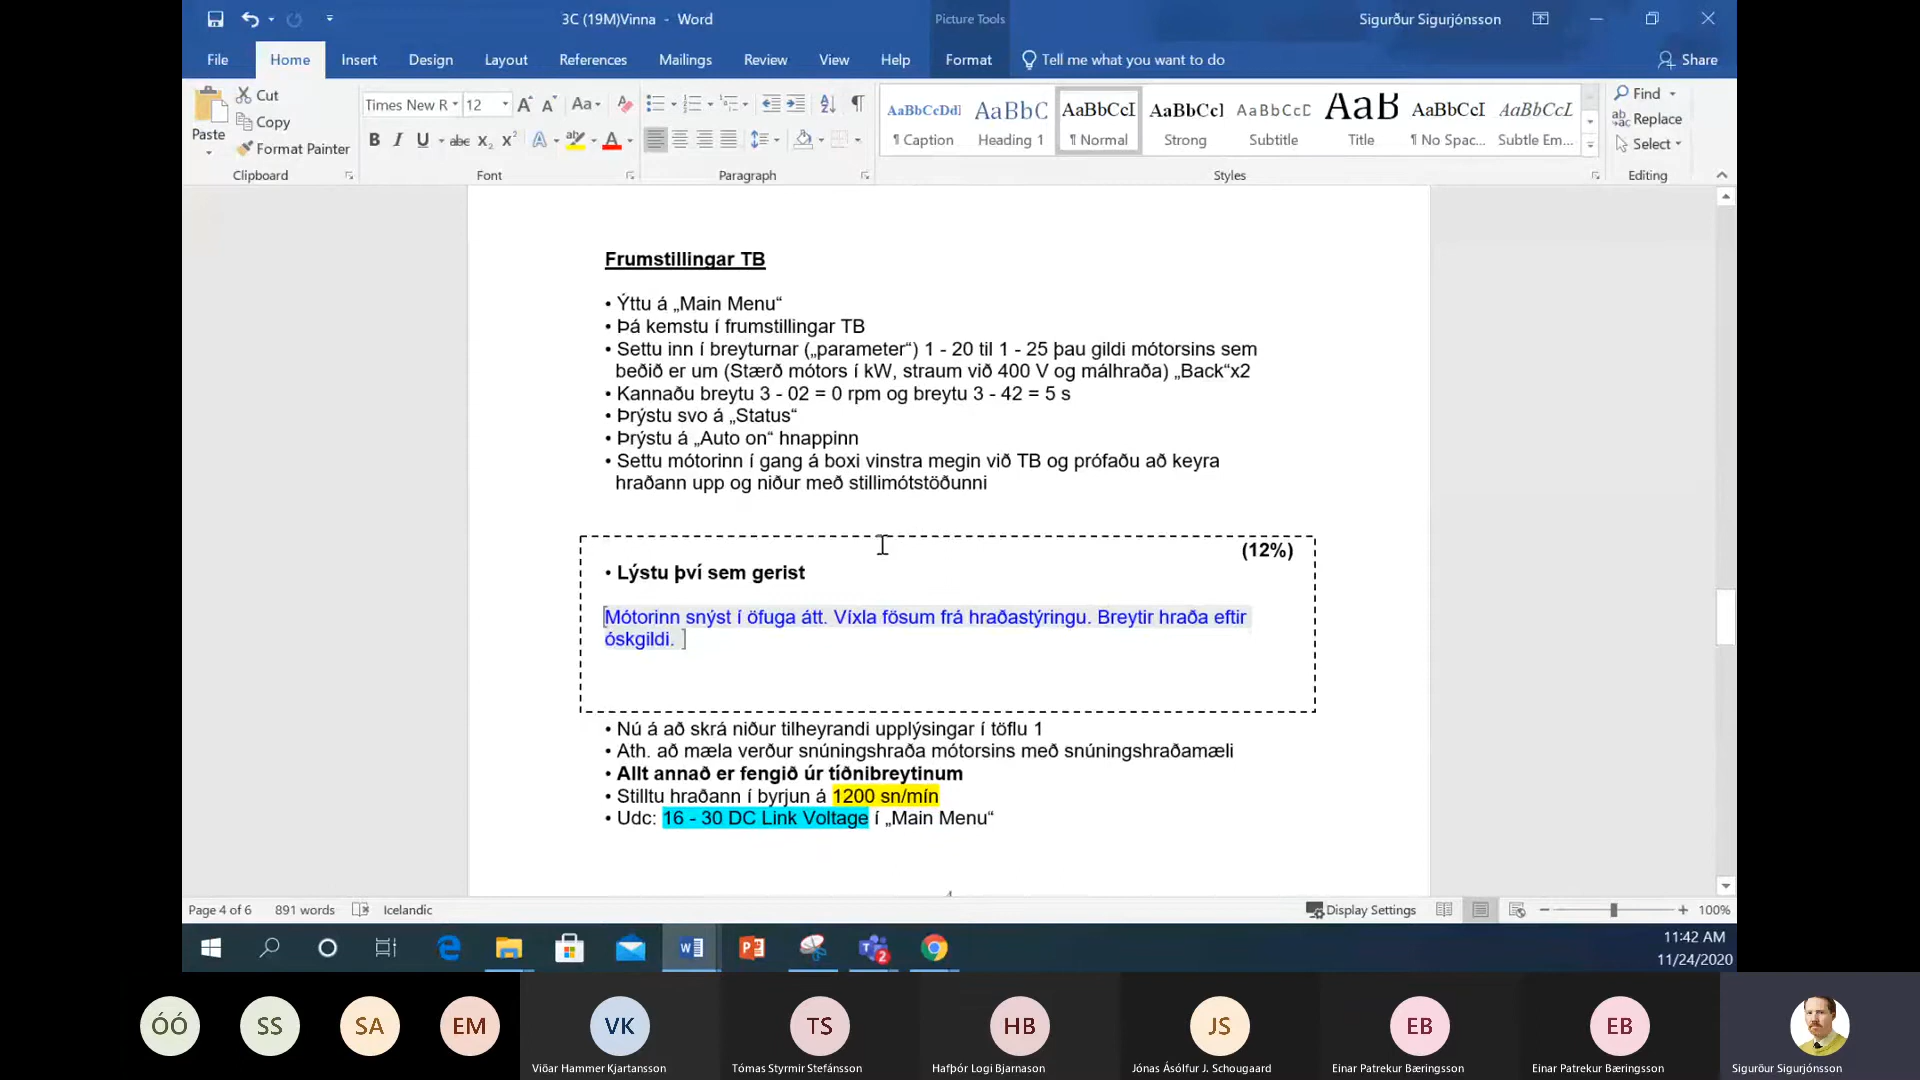 3C (19M)Vinna - Word
Picture Tools
Sigurður Sigurjónsson
File
Home
Insert
Design
Layout
References
Mailings
Review
View
Help
Format
Tell me what you want to do
Share
Paste
Cut
Copy
Format Painter
Clipboard
Times New R
12
Aa
B I U abc X₂ X² A A
Font
Paragraph
AaBbCcDdI
¶ Caption
AaBbC
Heading 1
AaBbCcI
¶ Normal
AaBbCcI
Strong
AaBbCcD
Subtitle
AaB
Title
AaBbCcI
¶ No Spac...
AaBbCcL
Subtle Em...
Styles
Find
Replace
Select
Editing
Frumstillingar TB
• Ýttu á „Main Menu“
• Þá kemstu í frumstillingar TB
• Settu inn í breyturnar („parameter“) 1 - 20 til 1 - 25 þau gildi mótorsins sem
beðið er um (Stærð mótors í kW, straum við 400 V og málhraða) „Back“x2
• Kannaðu breytu 3 - 02 = 0 rpm og breytu 3 - 42 = 5 s
• Þrýstu svo á „Status“
• Þrýstu á „Auto on“ hnappinn
• Settu mótorinn í gang á boxi vinstra megin við TB og prófaðu að keyra
hraðann upp og niður með stillimótstöðunni
(12%)
• Lýstu því sem gerist
Mótorinn snýst í öfuga átt. Víxla fösum frá hraðastýringu. Breytir hraða eftir
óskgildi.
• Nú á að skrá niður tilheyrandi upplýsingar í töflu 1
• Ath. að mæla verður snúningshraða mótorsins með snúningshraðamæli
• Allt annað er fengið úr tíðnibreytinum
• Stilltu hraðann í byrjun á 1200 sn/mín
• Udc: 16 - 30 DC Link Voltage í „Main Menu“
Page 4 of 6
891 words
Icelandic
Display Settings
100%
2
11:42 AM
11/24/2020
ÓÓ
SS
SA
EM
VK
TS
HB
JS
EB
EB
Viðar Hammer Kjartansson
Tómas Styrmir Stefánsson
Hafþór Logi Bjarnason
Jónas Ásólfur J. Schougaard
Einar Patrekur Bæringsson
Einar Patrekur Bæringsson
Sigurður Sigurjónsson